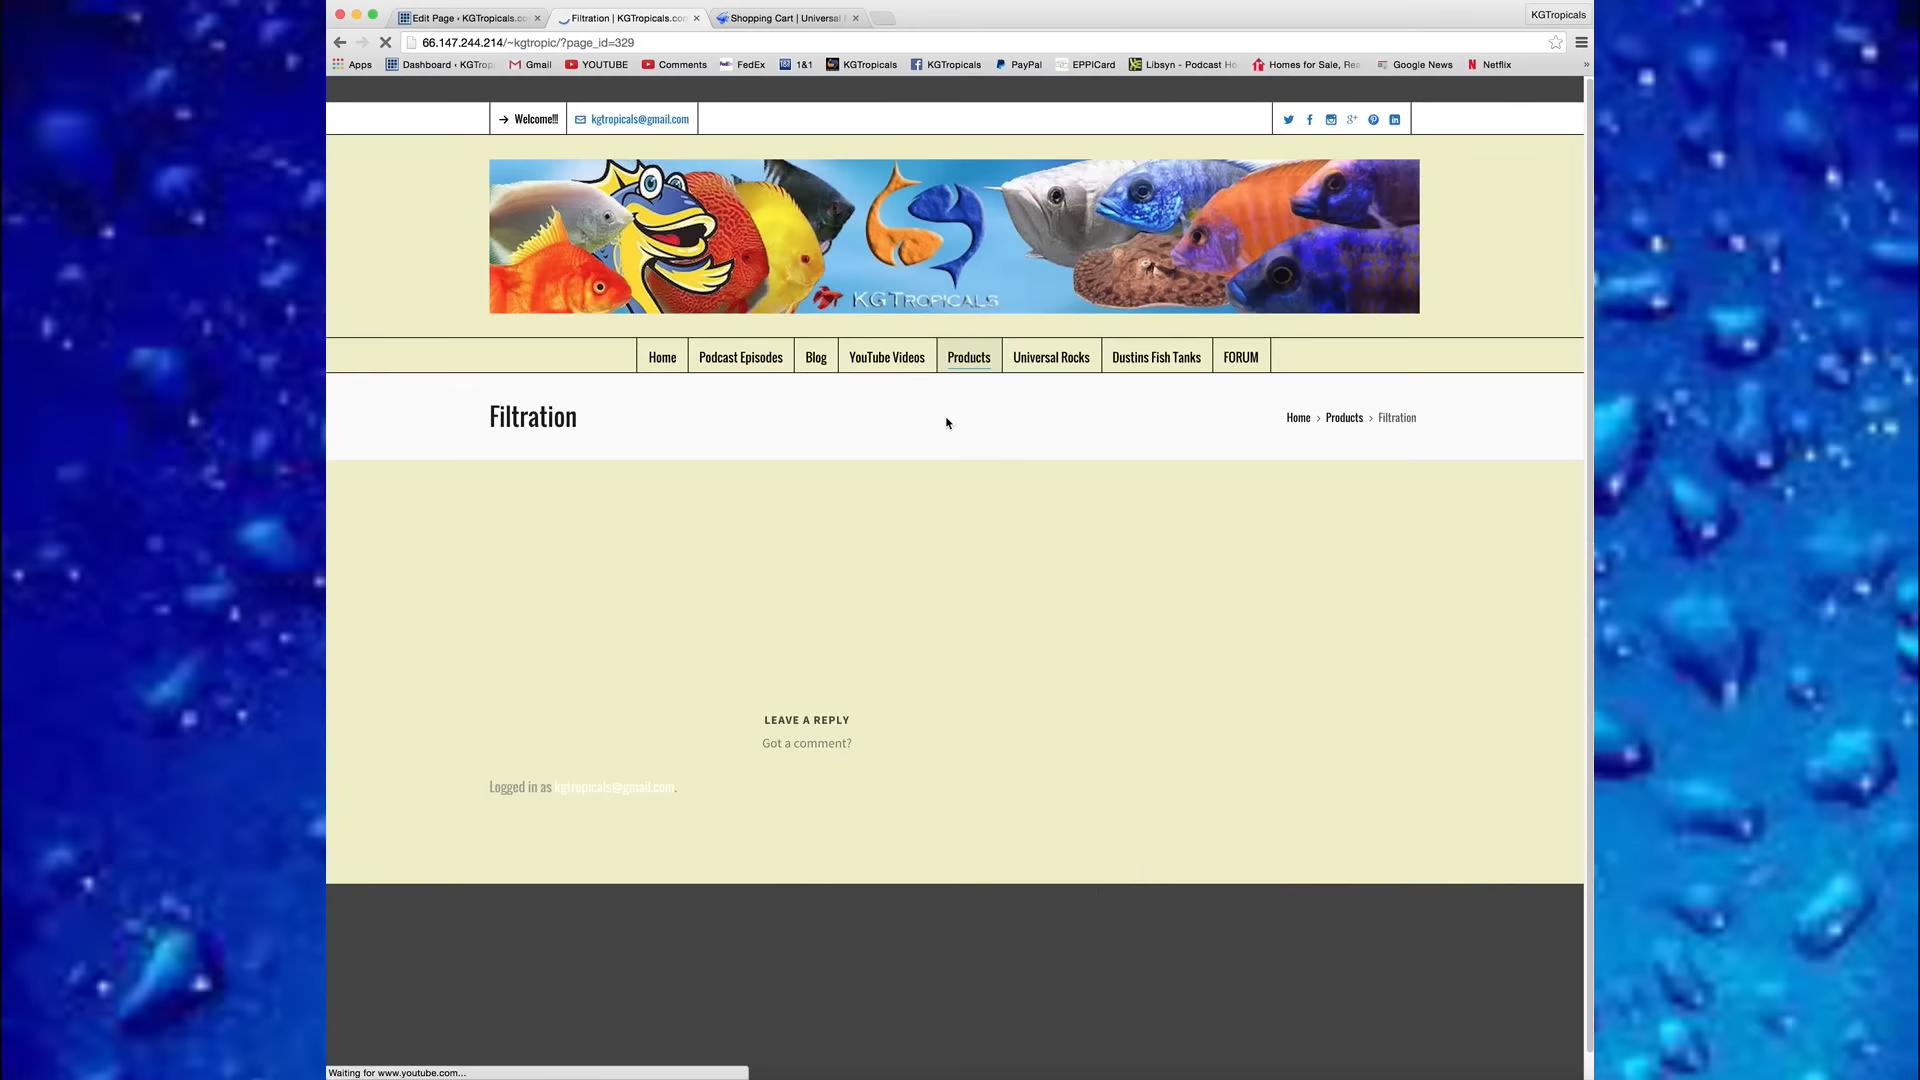 Edit Page ‹ KGTropicals.co
Filtration | KGTropicals.com
Shopping Cart | Universal
KGTropicals
66.147.244.214/~kgtropic/?page_id=329
Apps
Dashboard ‹ KGTrop
Gmail
YOUTUBE
Comments
FedEx
1&1
KGTropicals
KGTropicals
PayPal
EPPICard
Libsyn - Podcast Ho
Homes for Sale, Rea
Google News
Netflix
»
Welcome!!!
kgtropicals@gmail.com
KGTROPICALS
Home
Podcast Episodes
Blog
YouTube Videos
Products
Universal Rocks
Dustins Fish Tanks
FORUM
Filtration
Home › Products › Filtration
LEAVE A REPLY
Got a comment?
Logged in as kgtropicals@gmail.com.
Waiting for www.youtube.com...